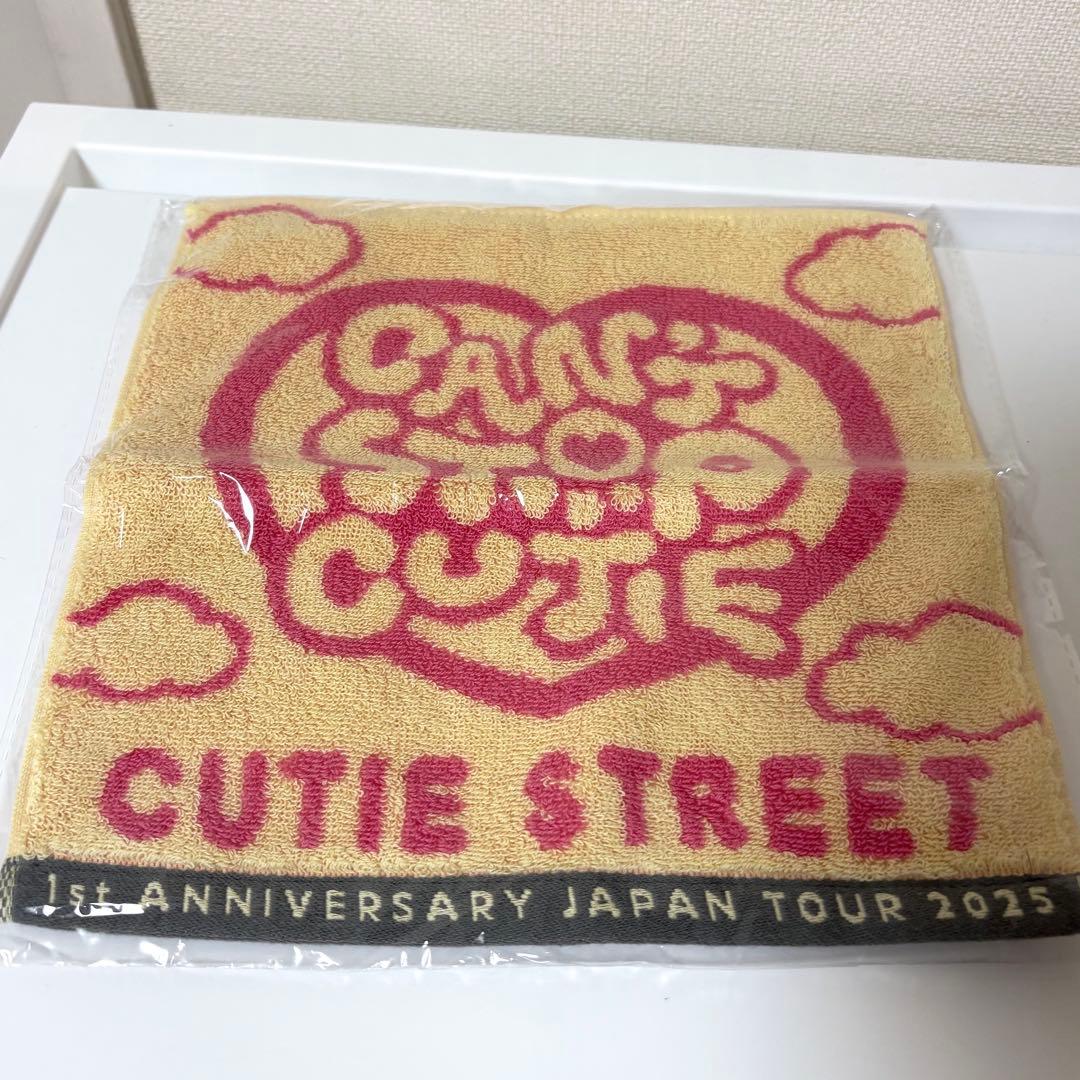 CAN'T
STOP
CUTIE
CUTIE STREET
1st ANNIVERSARY JAPAN TOUR 2025